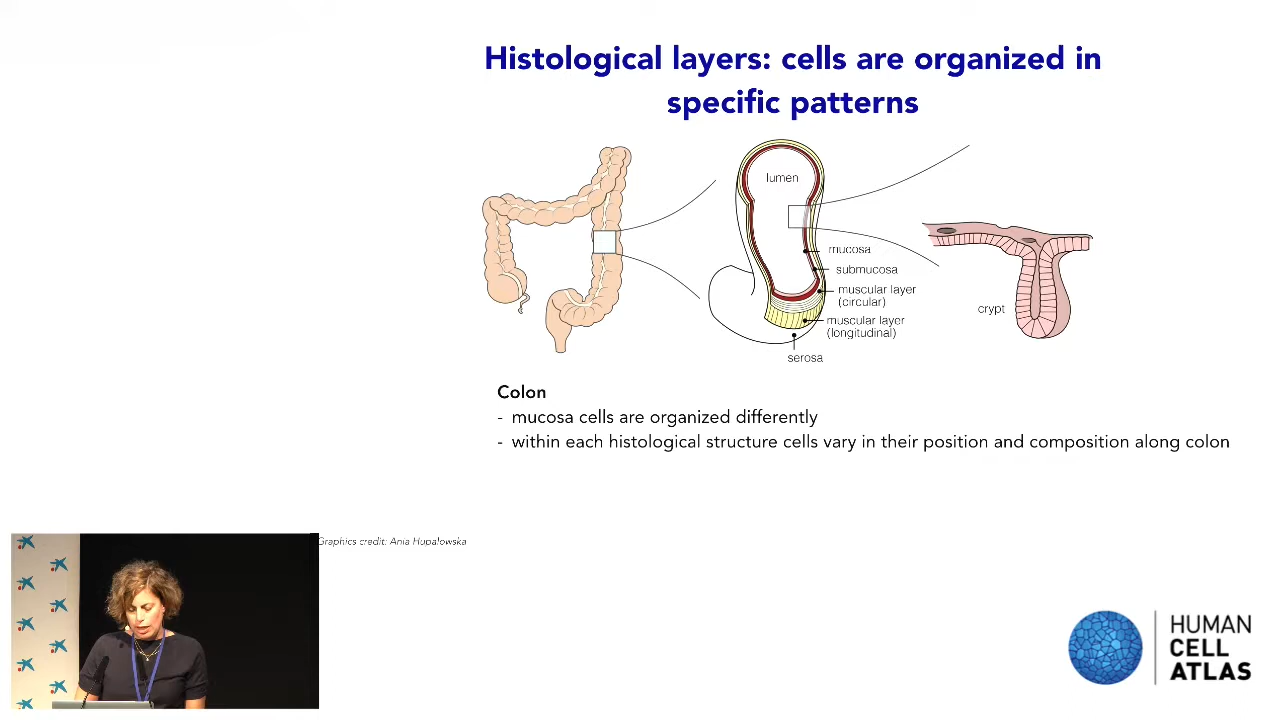 Histological layers: cells are organized in
specific patterns
lumen
mucosa
submucosa
muscular layer
(circular)
muscular layer
(longitudinal)
serosa
crypt
Colon
- mucosa cells are organized differently
- within each histological structure cells vary in their position and composition along colon
Graphics credit: Ania Hupalowska
HUMAN
CELL
ATLAS